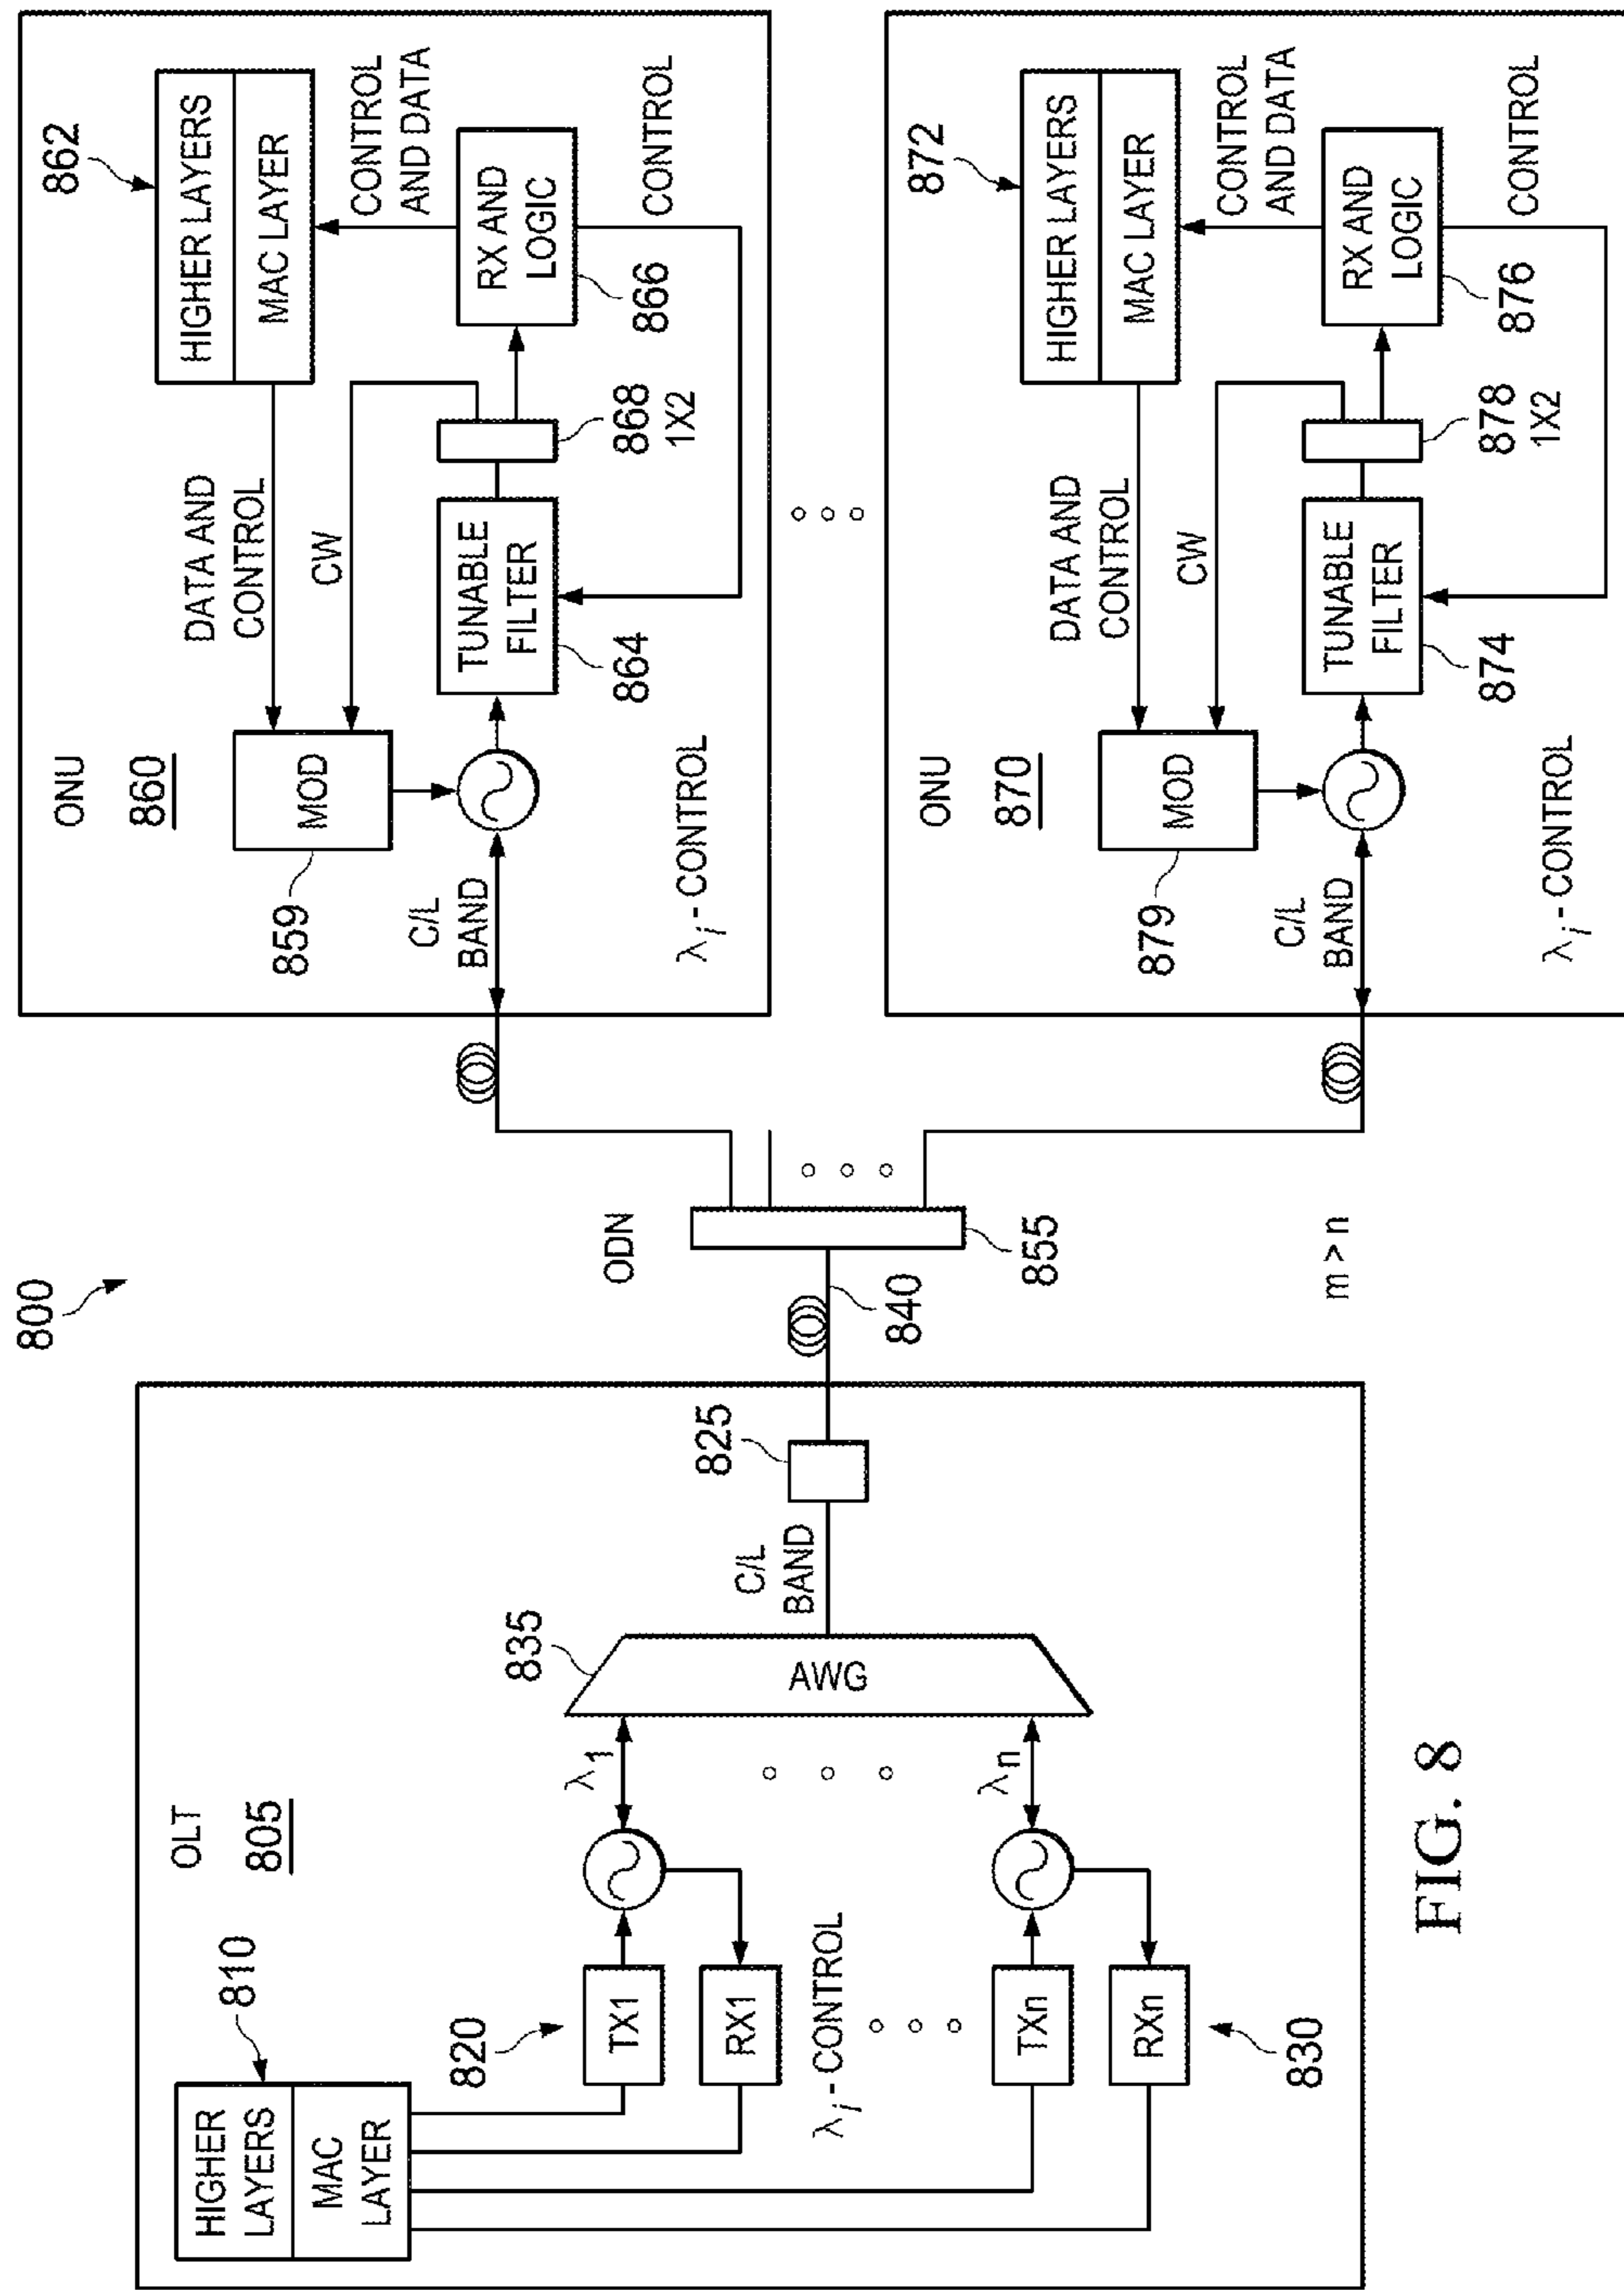 800
OLT
805
810
HIGHER
LAYERS
MAC
LAYER
820
TX1
RX1
λi - CONTROL
TXn
RXn
830
λ1
λn
835
AWG
C/L
BAND
825
840
ODN
855
m > n
ONU
860
859
MOD
C/L
BAND
λi - CONTROL
DATA AND
CONTROL
CW
TUNABLE
FILTER
864
868
1X2
862
HIGHER LAYERS
MAC LAYER
CONTROL
AND DATA
RX AND
LOGIC
866
CONTROL
ONU
870
879
MOD
C/L
BAND
λi - CONTROL
DATA AND
CONTROL
CW
TUNABLE
FILTER
874
878
1X2
872
HIGHER LAYERS
MAC LAYER
CONTROL
AND DATA
RX AND
LOGIC
876
CONTROL
FIG. 8